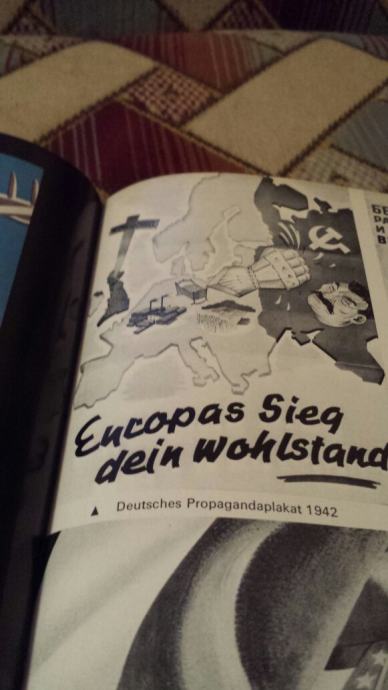 Europas Sieg
dein Wohlstand
▲ Deutsches Propagandaplakat 1942